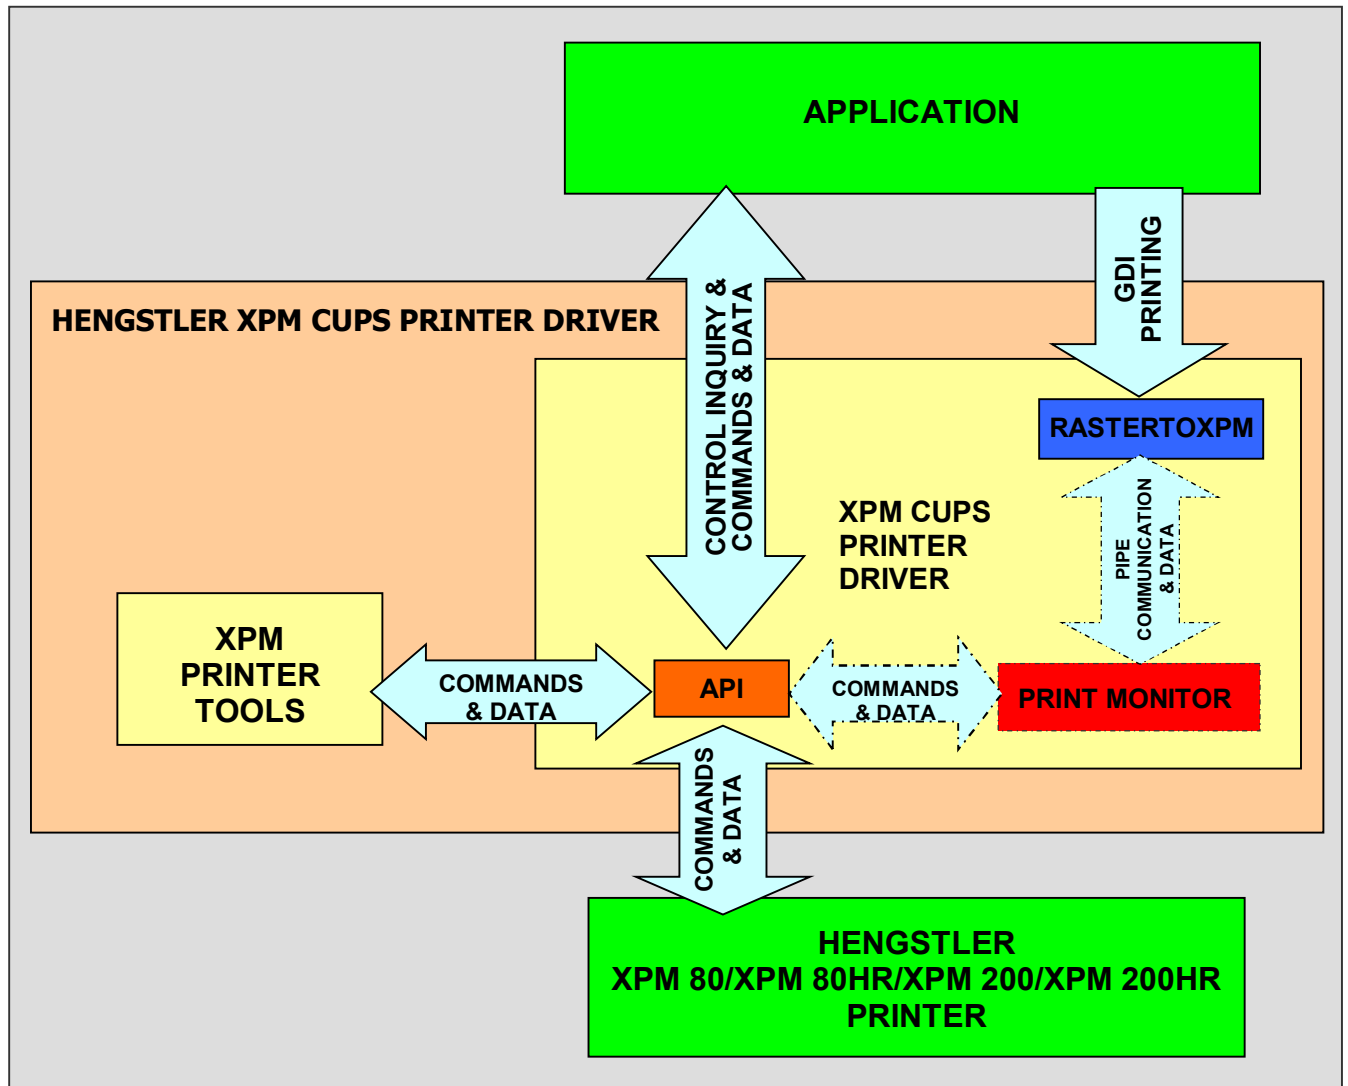 APPLICATION
GDI
PRINTING
CONTROL INQUIRY &
COMMANDS & DATA
HENGSTLER XPM CUPS PRINTER DRIVER
RASTERTOXPM
XPM CUPS
PRINTER
DRIVER
PIPE
COMMUNICATION
& DATA
XPM
PRINTER
TOOLS
COMMANDS
& DATA
API
COMMANDS
& DATA
PRINT MONITOR
COMMANDS
& DATA
HENGSTLER
XPM 80/XPM 80HR/XPM 200/XPM 200HR
PRINTER